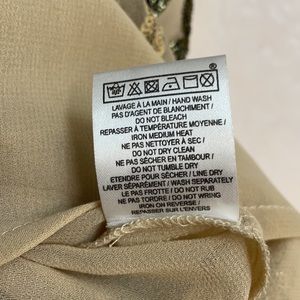 ®
LAVAGE À LA MAIN / HAND WASH
PAS D'AGENT DE BLANCHIMENT /
DO NOT BLEACH
REPASSER À TEMPÉRATURE MOYENNE /
IRON MEDIUM HEAT
NE PAS NETTOYER À SEC /
DO NOT DRY CLEAN
NE PAS SÉCHER EN TAMBOUR /
DO NOT TUMBLE DRY
ETENDRE POUR SÉCHER / LINE DRY
LAVER SÉPARÉMENT / WASH SEPARATELY
LE PAS FROTTE / DO NOT RUB
NE PAS TORDRE / DO NOT WRING
IRON ON REVERSE /
REPASSER SUR L'ENVERS